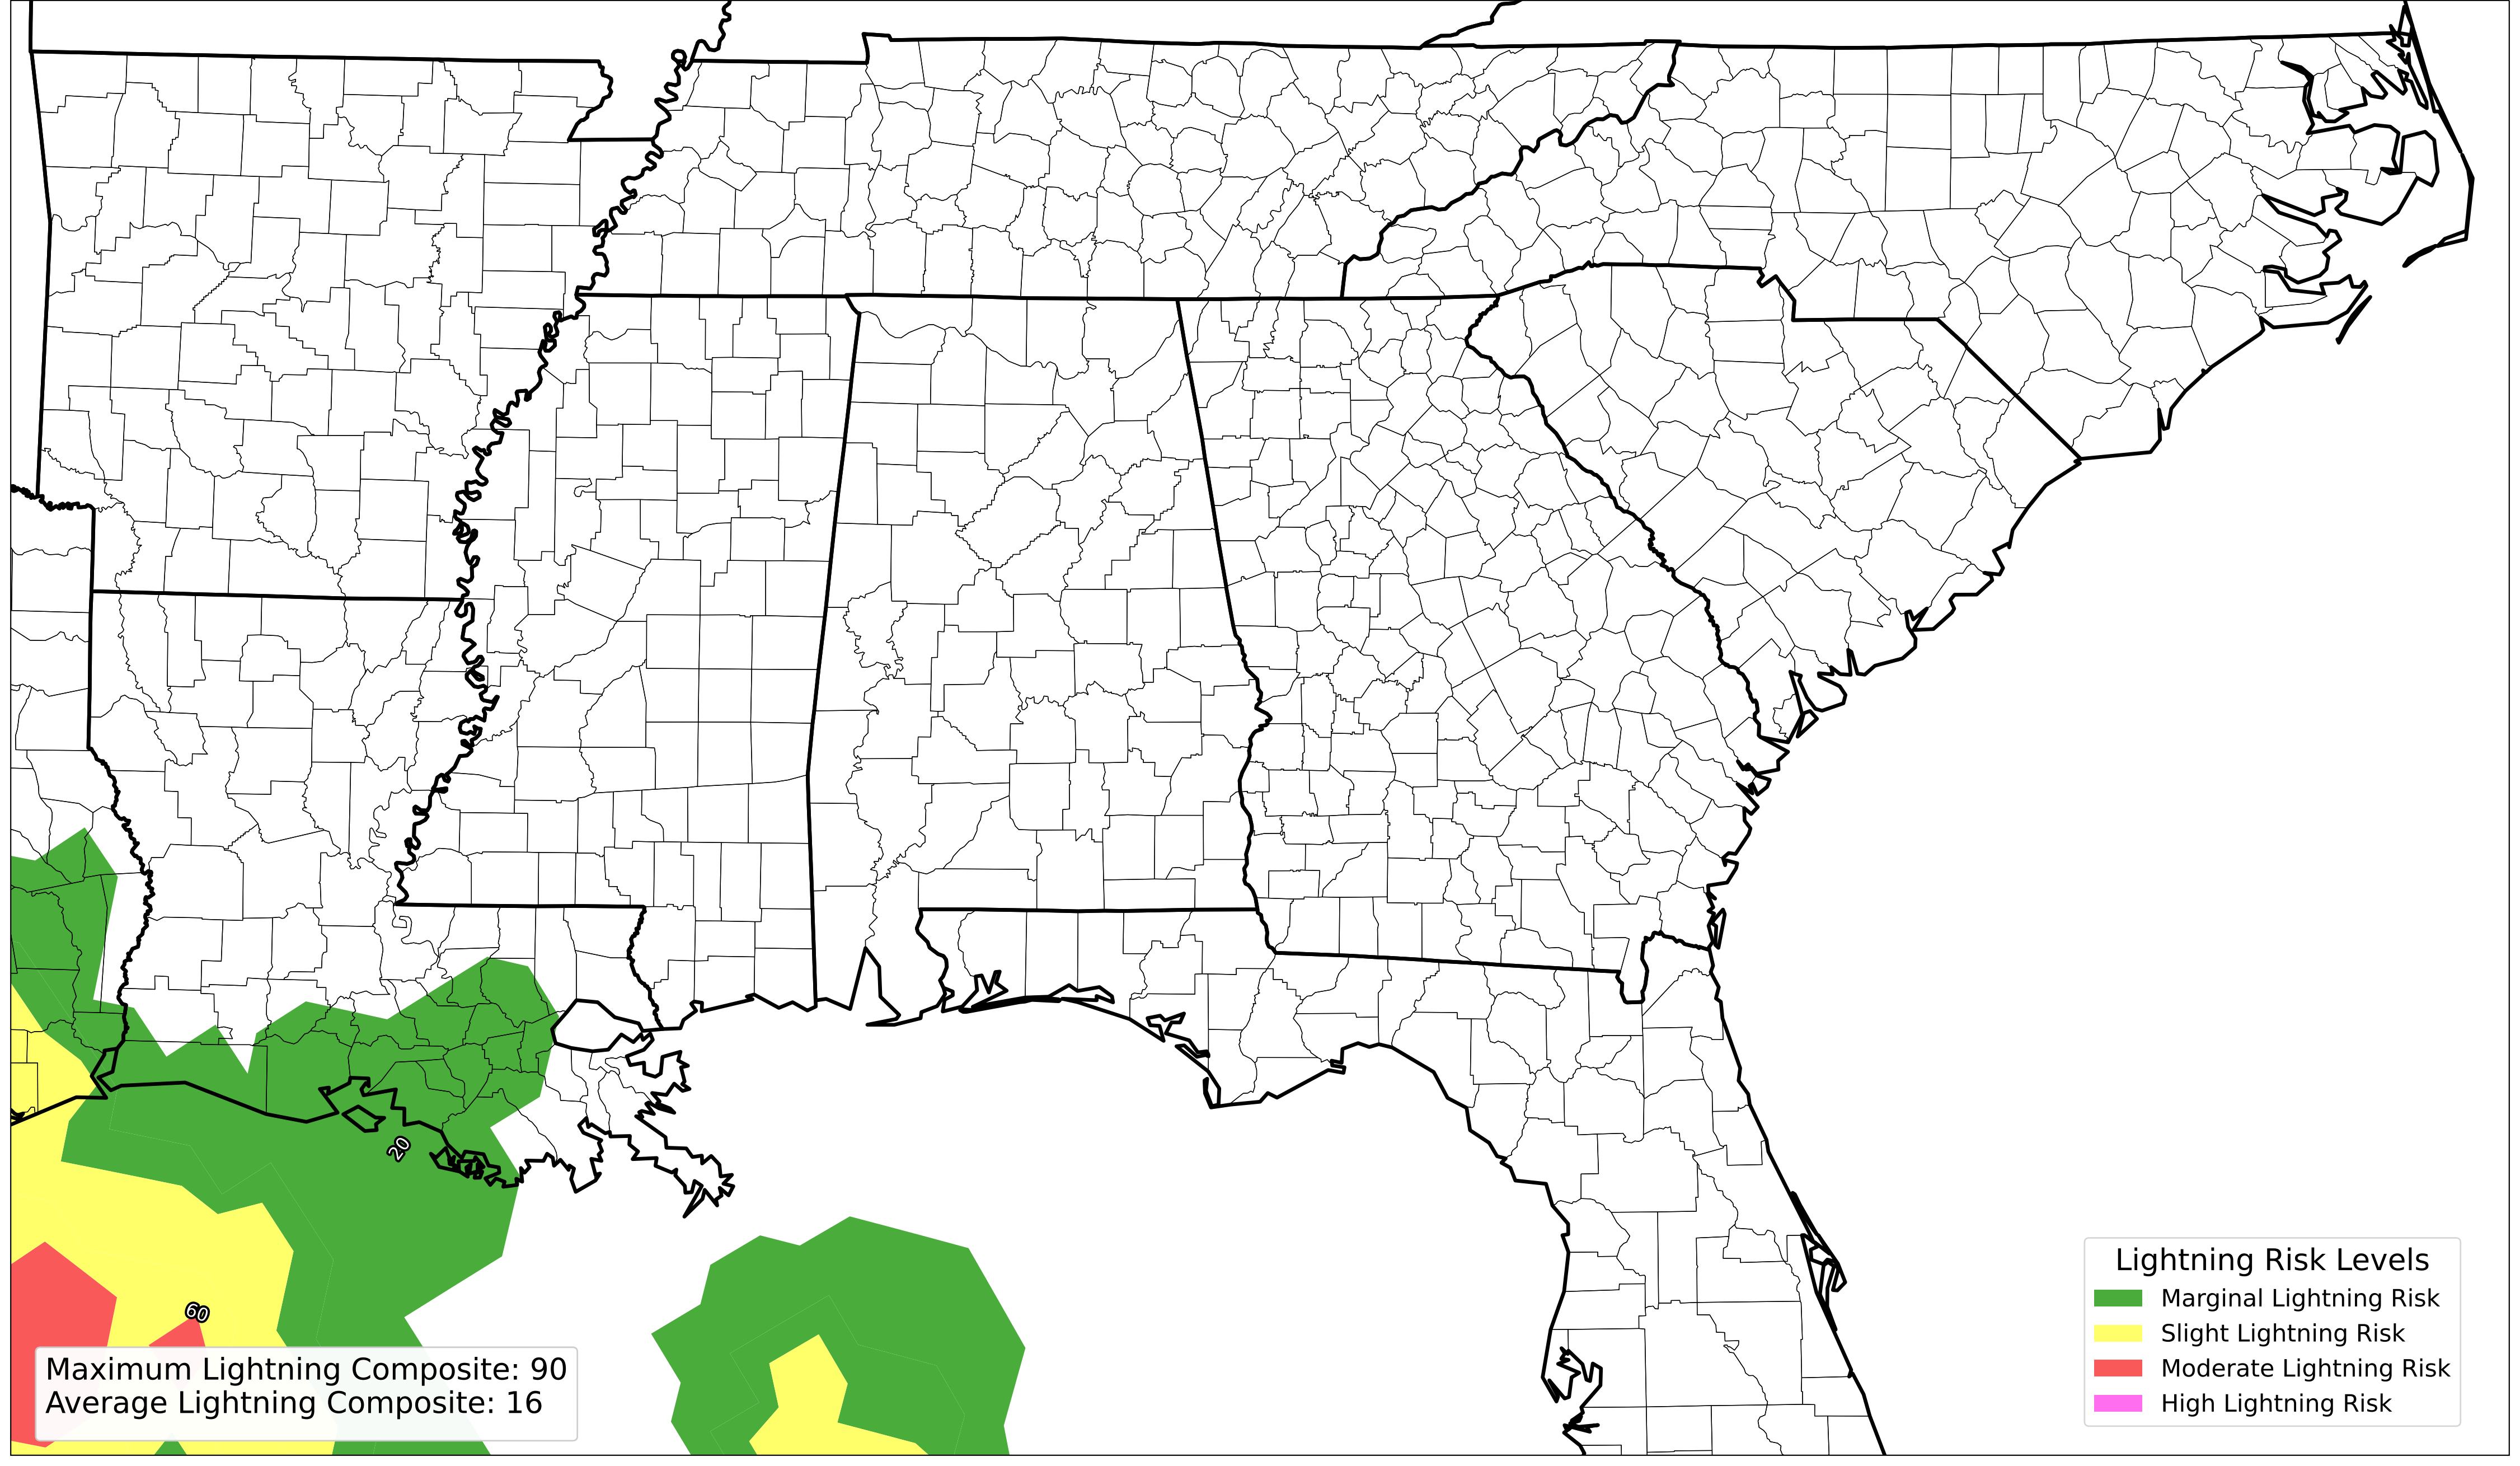 20
60
Maximum Lightning Composite: 90
Average Lightning Composite: 16
Lightning Risk Levels
Marginal Lightning Risk
Slight Lightning Risk
Moderate Lightning Risk
High Lightning Risk